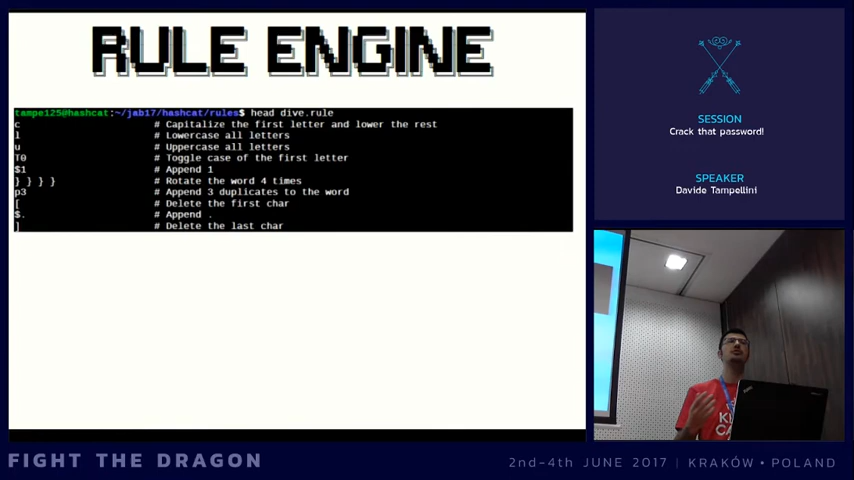 RULE ENGINE
tampe125@hashcat:~/jab17/hashcat/rules$ head dive.rule
c # Capitalize the first letter and lower the rest
l # Lowercase all letters
u # Uppercase all letters
T0 # Toggle case of the first letter
$1 # Append 1
} } } } # Rotate the word 4 times
p3 # Append 3 duplicates to the word
[ # Delete the first char
$. # Append .
] # Delete the last char
SESSION
Crack that password!
SPEAKER
Davide Tampellini
FIGHT THE DRAGON
2nd-4th JUNE 2017 | KRAKÓW • POLAND